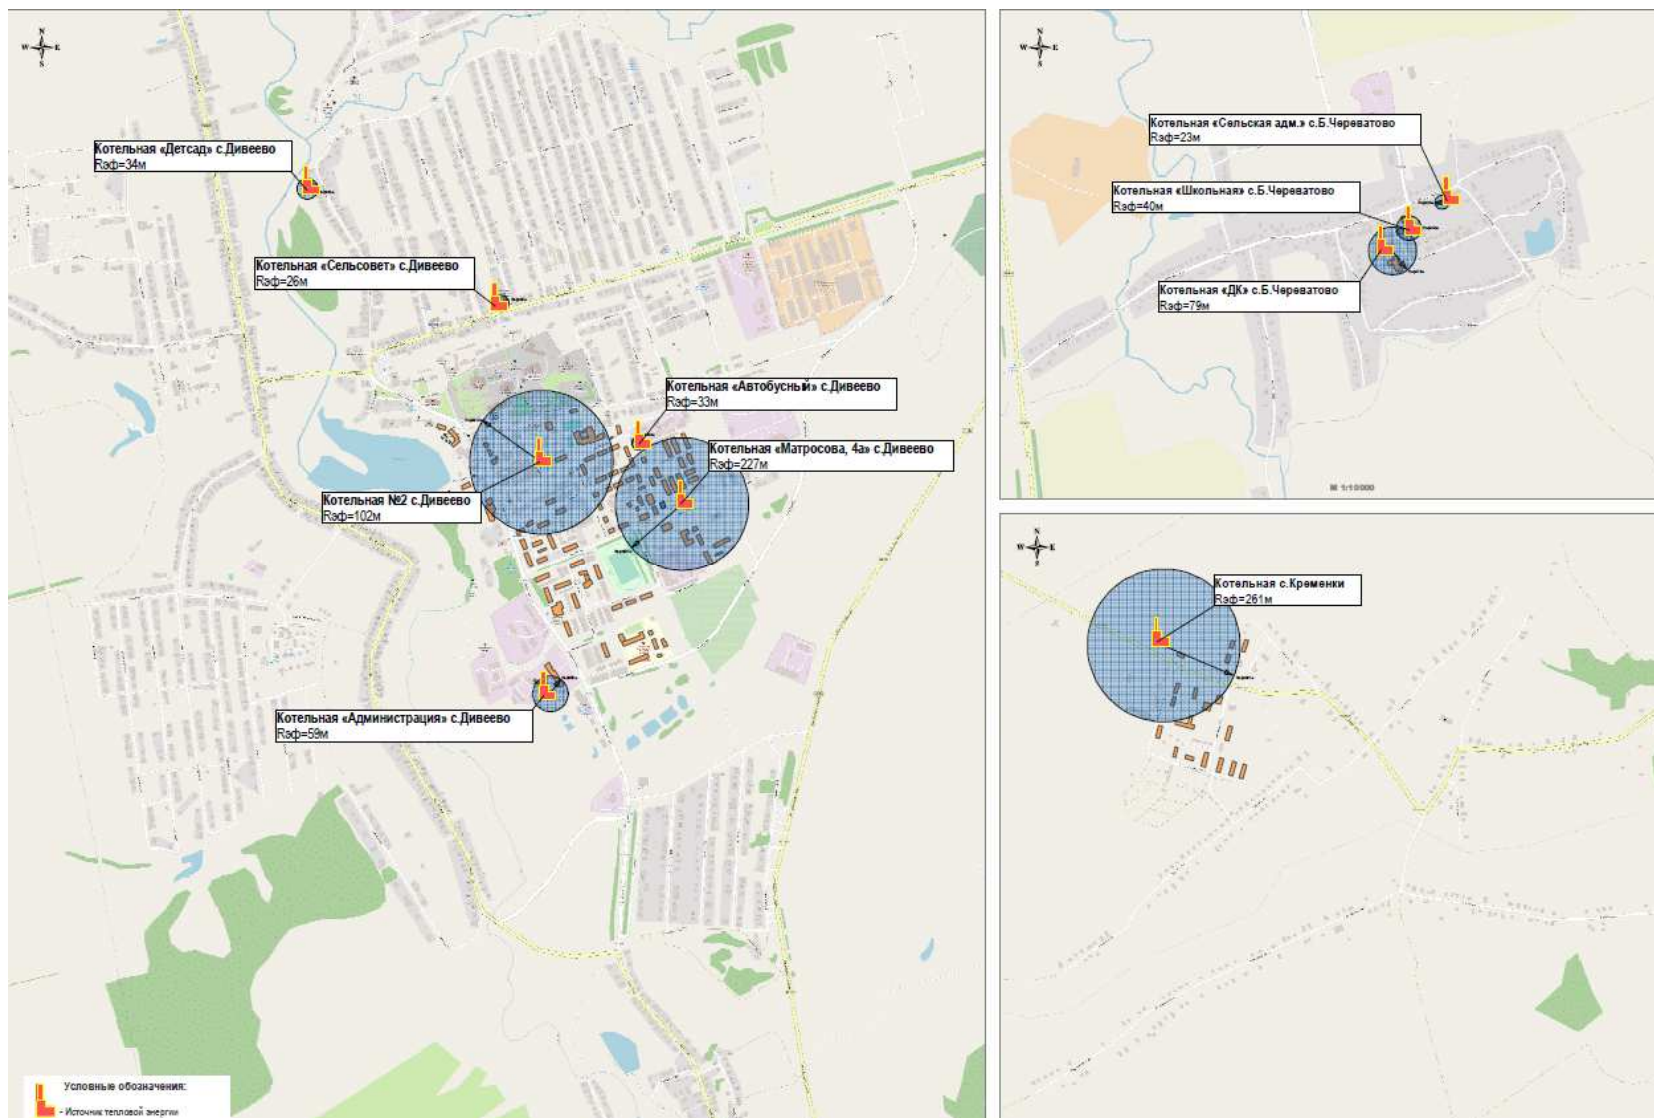 N
W E
S
Котельная «Детсад» с.Дивеево
Rэф=34м
Котельная «Сельсовет» с.Дивеево
Rэф=26м
Котельная «Автобусный» с.Дивеево
Rэф=33м
Котельная «Матросова, 4а» с.Дивеево
Rэф=227м
Котельная №2 с.Дивеево
Rэф=102м
Котельная «Администрация» с.Дивеево
Rэф=59м
Условные обозначения:
- Источник тепловой энергии
N
W E
S
Котельная «Сельская адм.» с.Б.Череватово
Rэф=23м
Котельная «Школьная» с.Б.Череватово
Rэф=40м
Котельная «ДК» с.Б.Череватово
Rэф=79м
М 1:10000
N
W E
S
Котельная с.Кременки
Rэф=261м